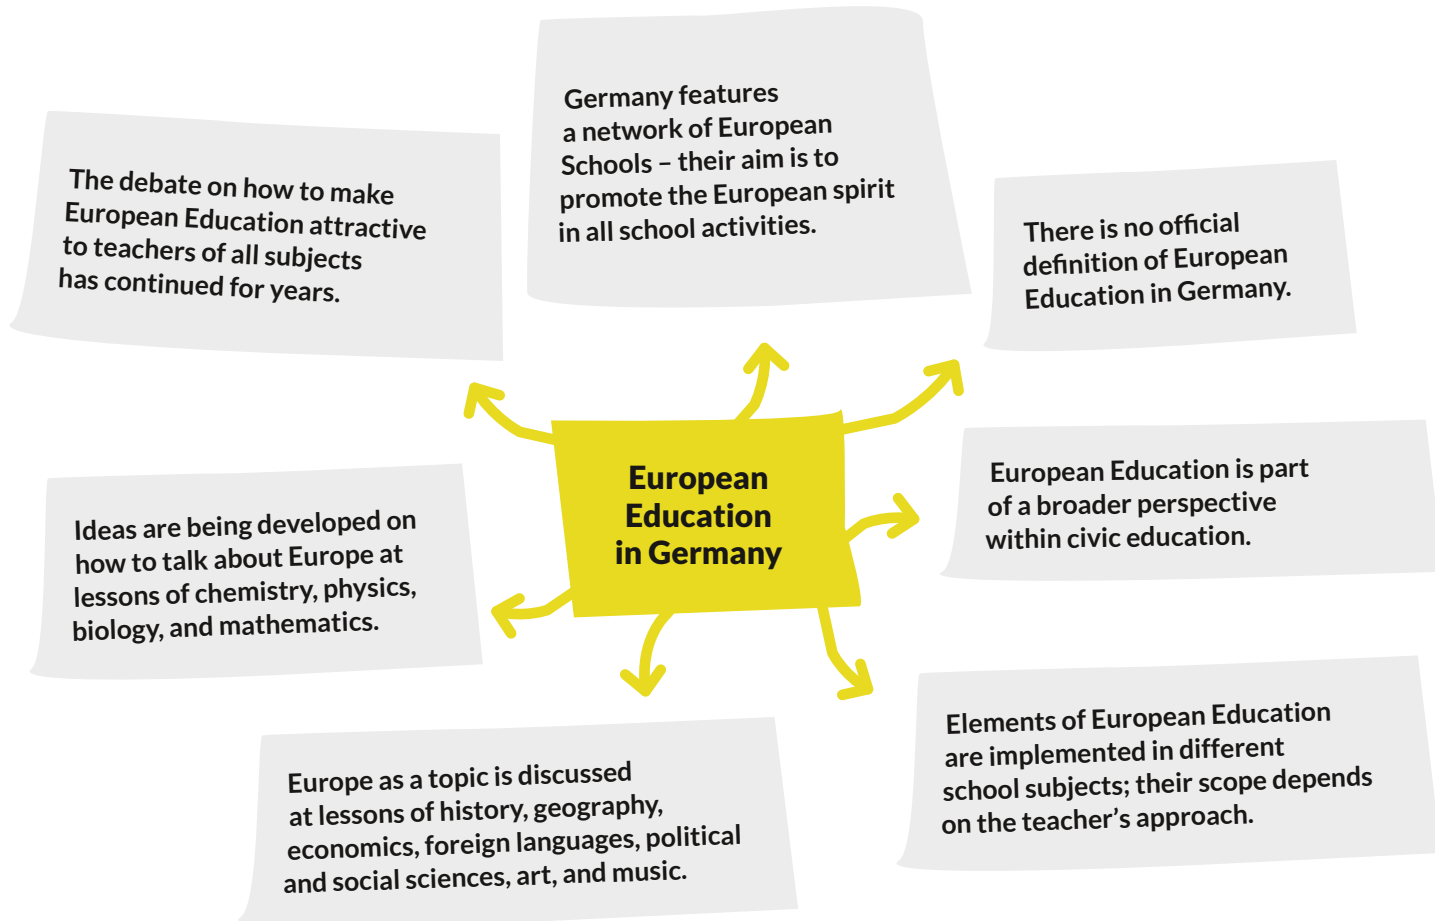 Germany features
a network of European
Schools – their aim is to
promote the European spirit
in all school activities.
The debate on how to make
European Education attractive
to teachers of all subjects
has continued for years.
There is no official
definition of European
Education in Germany.
European
Education
in Germany
European Education is part
of a broader perspective
within civic education.
Ideas are being developed on
how to talk about Europe at
lessons of chemistry, physics,
biology, and mathematics.
Elements of European Education
are implemented in different
school subjects; their scope depends
on the teacher’s approach.
Europe as a topic is discussed
at lessons of history, geography,
economics, foreign languages, political
and social sciences, art, and music.